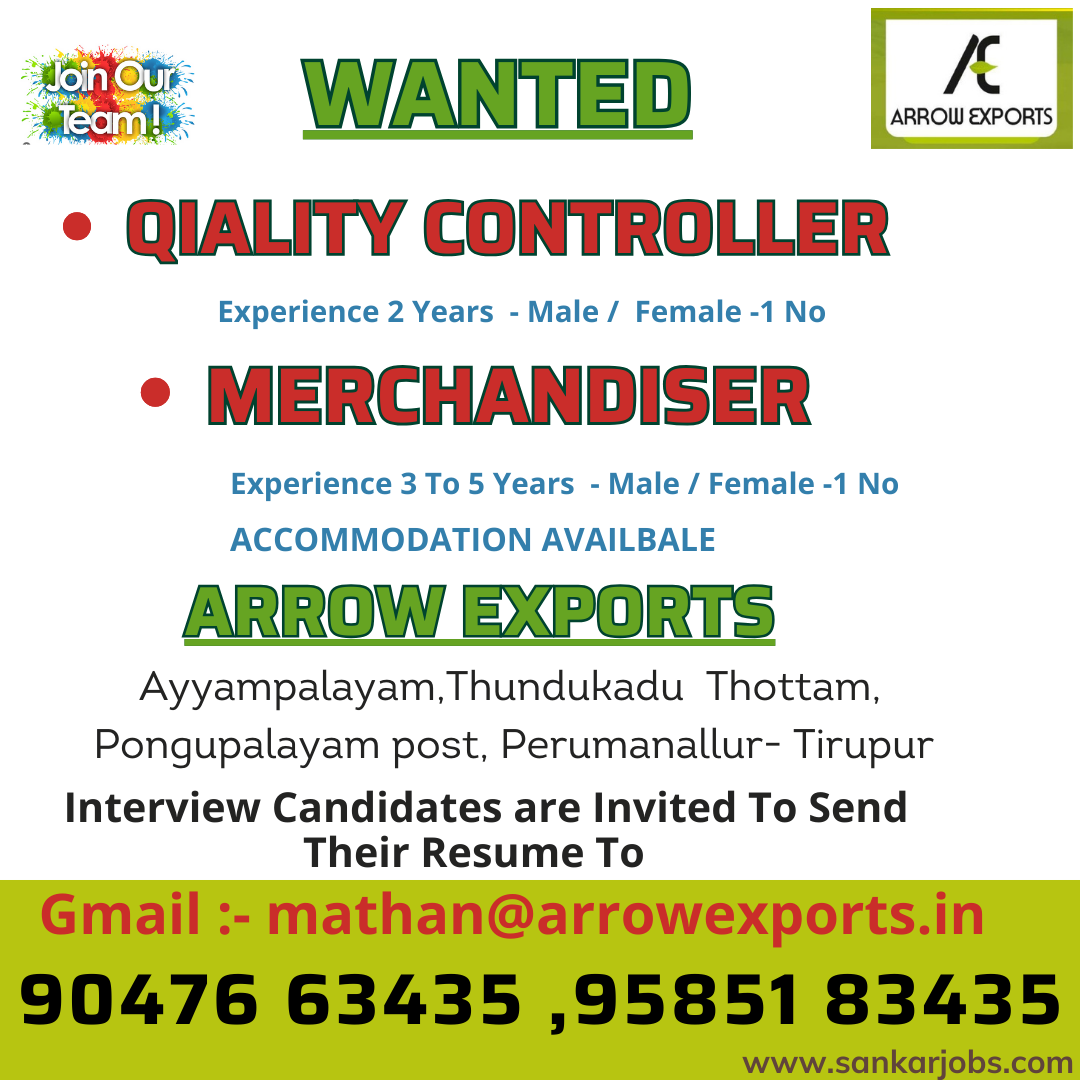 Join Our
Team!
WANTED
ARROW EXPORTS
• QIALITY CONTROLLER
Experience 2 Years  - Male /  Female -1 No
• MERCHANDISER
Experience 3 To 5 Years  - Male / Female -1 No
ACCOMMODATION AVAILBALE
ARROW EXPORTS
Ayyampalayam,Thundukadu  Thottam,
Pongupalayam post, Perumanallur- Tirupur
Interview Candidates are Invited To Send
Their Resume To
Gmail :- mathan@arrowexports.in
90476 63435 ,95851 83435
www.sankarjobs.com